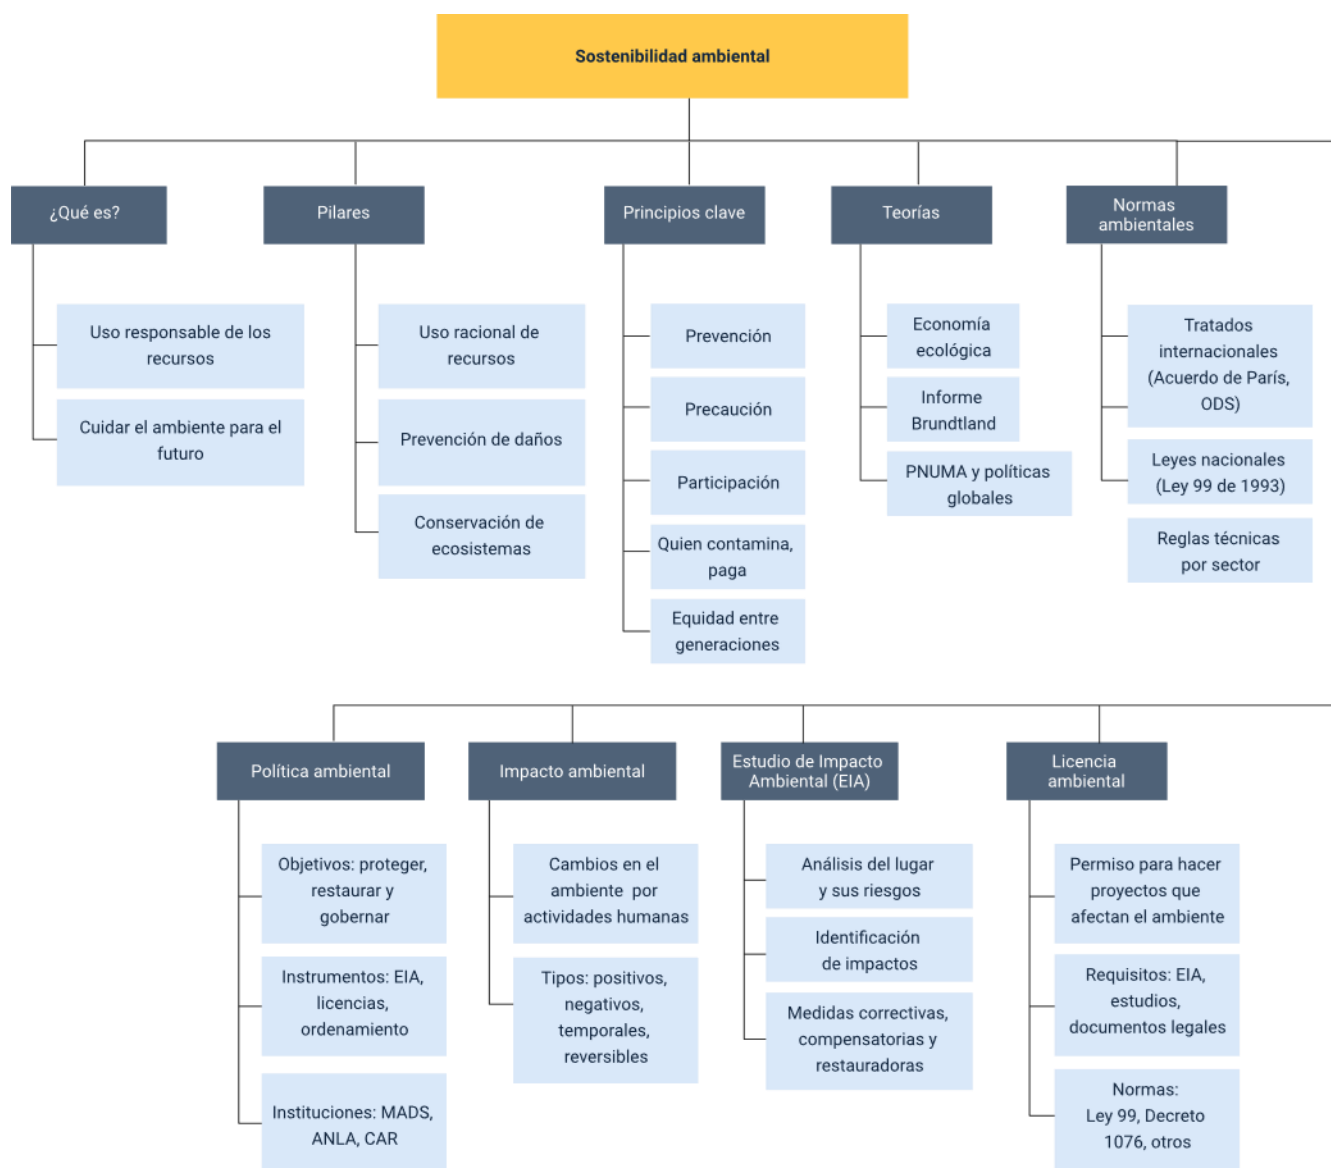 Sostenibilidad ambiental
¿Qué es?
Uso responsable de los
recursos
Cuidar el ambiente para el
futuro
Pilares
Uso racional de
recursos
Prevención de daños
Conservación de
ecosistemas
Principios clave
Prevención
Precaución
Participación
Quien contamina,
paga
Equidad entre
generaciones
Teorías
Economía
ecológica
Informe
Brundtland
PNUMA y políticas
globales
Normas
ambientales
Tratados
internacionales
(Acuerdo de París,
ODS)
Leyes nacionales
(Ley 99 de 1993)
Reglas técnicas
por sector
Política ambiental
Objetivos: proteger,
restaurar y
gobernar
Instrumentos: EIA,
licencias,
ordenamiento
Instituciones: MADS,
ANLA, CAR
Impacto ambiental
Cambios en el
ambiente por
actividades humanas
Tipos: positivos,
negativos,
temporales,
reversibles
Estudio de Impacto
Ambiental (EIA)
Análisis del lugar
y sus riesgos
Identificación
de impactos
Medidas correctivas,
compensatorias y
restauradoras
Licencia
ambiental
Permiso para hacer
proyectos que
afectan el ambiente
Requisitos: EIA,
estudios,
documentos legales
Normas:
Ley 99, Decreto
1076, otros